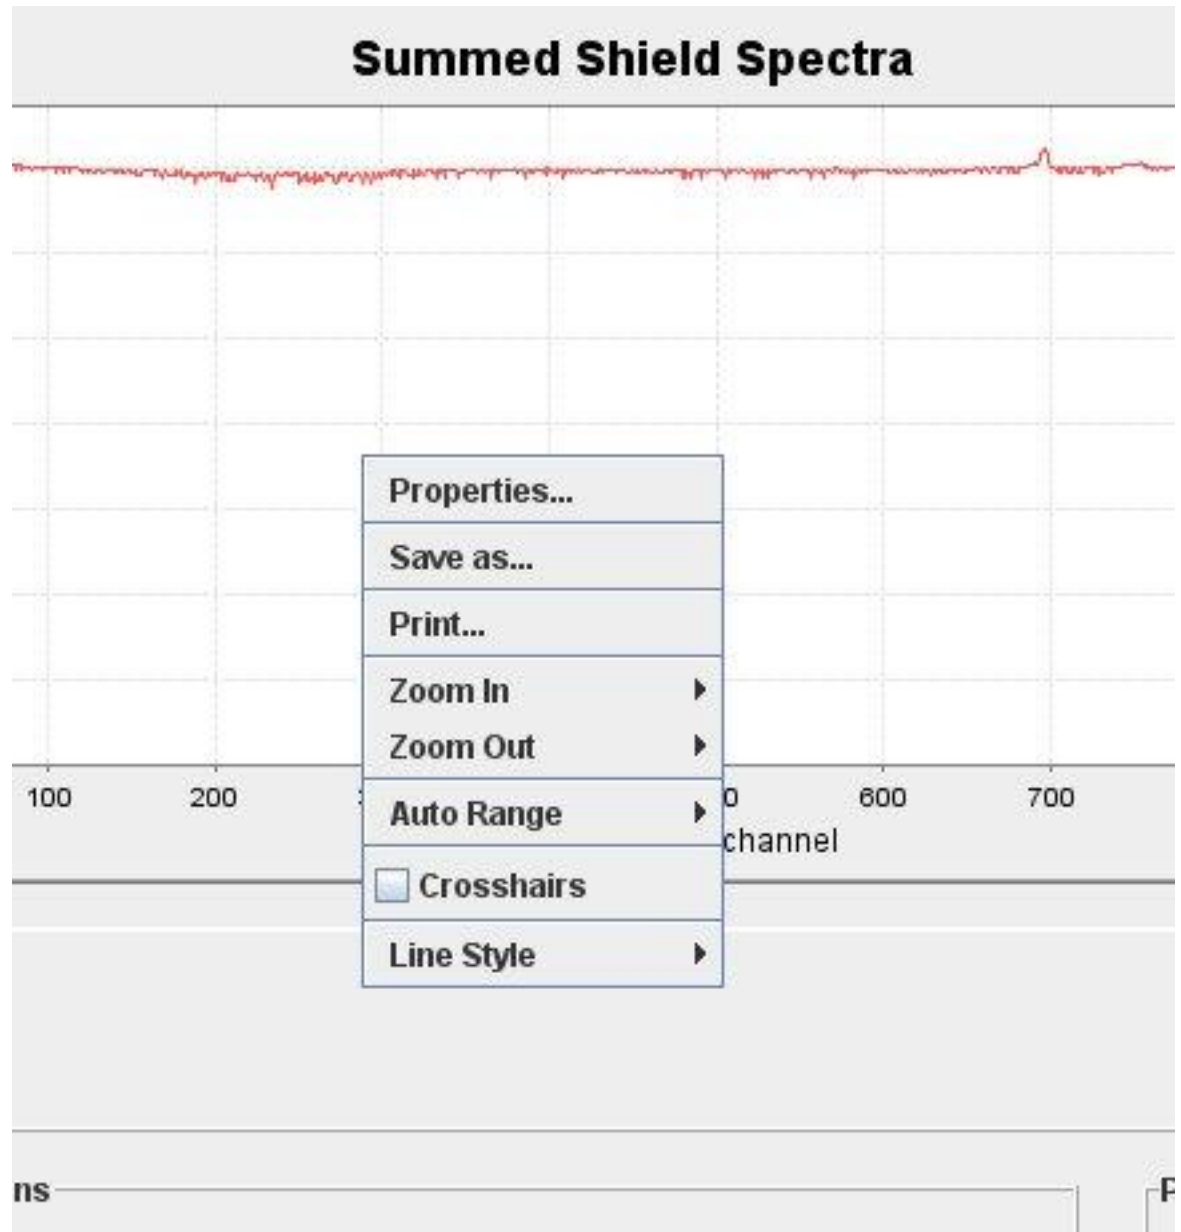 Summed Shield Spectra
Properties...
Save as...
Print...
Zoom In
Zoom Out
100 200 600 700
Auto Range
channel
Crosshairs
Line Style
ns
P